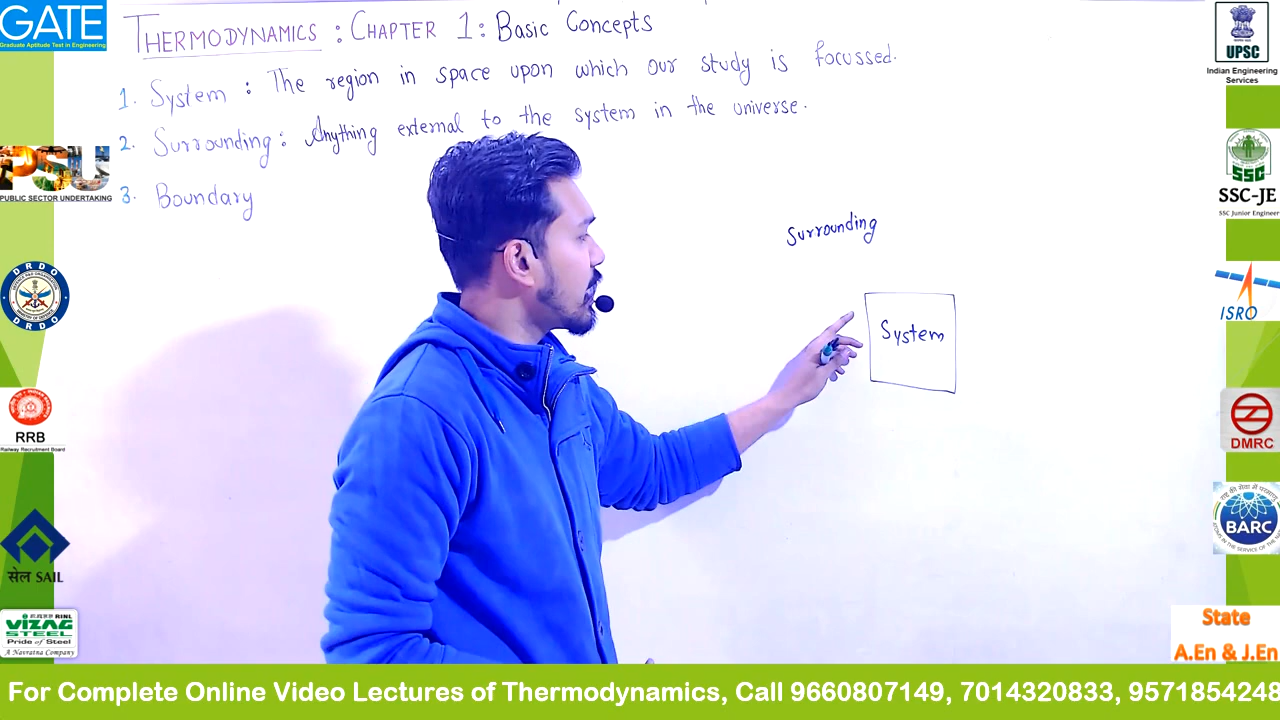 GATE
Graduate Aptitude Test in Engineering
THERMODYNAMICS : CHAPTER 1: Basic Concepts
1. System : The region in space upon which our study is focussed.
2. Surrounding: Anything external to the system in the universe.
3. Boundary
Surrounding
System
PSU
PUBLIC SECTOR UNDERTAKING
DRDO
DRDO
RRB
Railway Recruitment Board
सेल SAIL
RINL
VIZAG
STEEL
Pride of Steel
A Navratna Company
UPSC
Indian Engineering
Services
SSC
SSC-JE
SSC Junior Engineer
ISRO
DMRC
BARC
State
A.En & J.En
For Complete Online Video Lectures of Thermodynamics, Call 9660807149, 7014320833, 9571854248